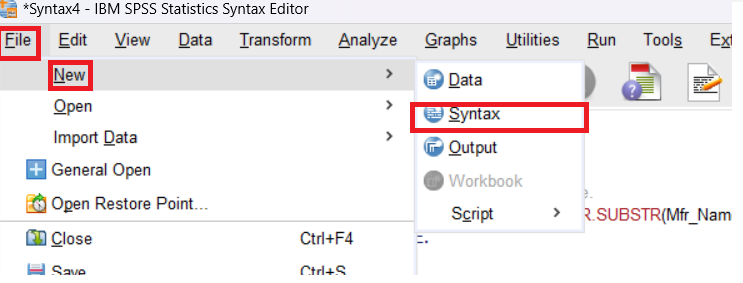 *Syntax4 - IBM SPSS Statistics Syntax Editor
File Edit View Data Transform Analyze Graphs Utilities Run Tools
New
Data
Open
Syntax
Import Data
Output
General Open
Workbook
Open Restore Point...
Script
R.SUBSTR(Mfr_Nam
Close Ctrl+F4
E.
Save Ctrl+S